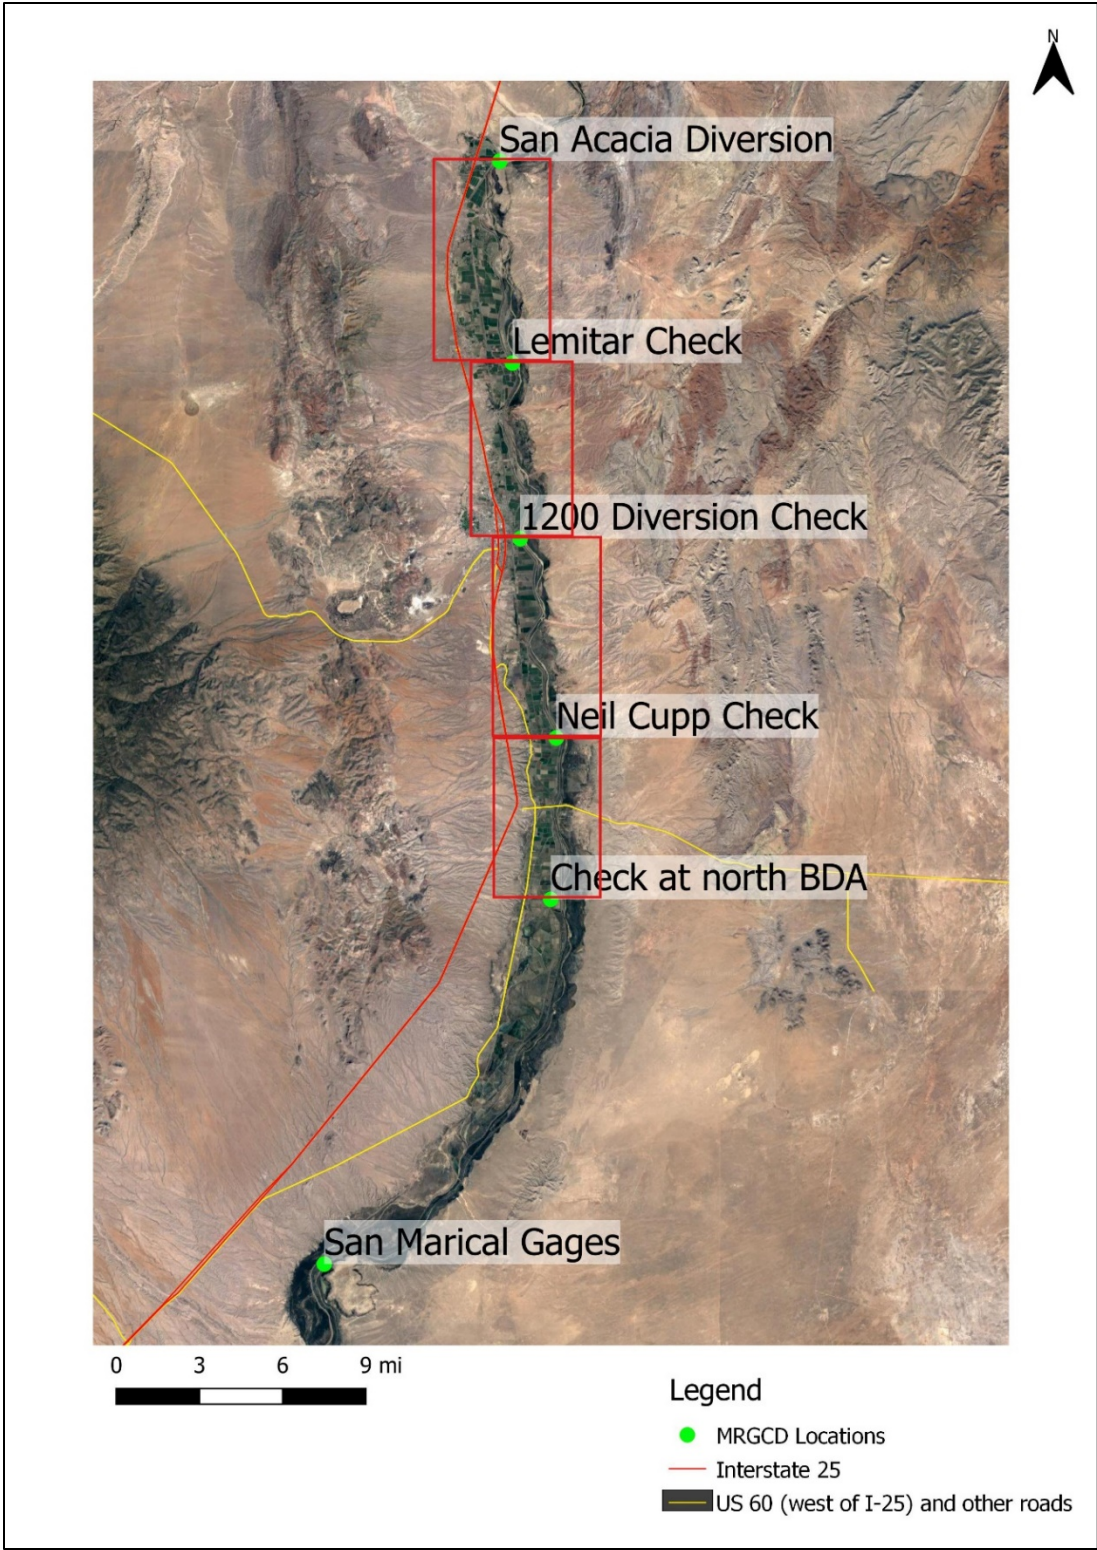 N
San Acacia Diversion
Lemitar Check
1200 Diversion Check
Neil Cupp Check
Check at north BDA
San Marical Gages
0 3 6 9 mi
Legend
MRGCD Locations
Interstate 25
US 60 (west of I-25) and other roads